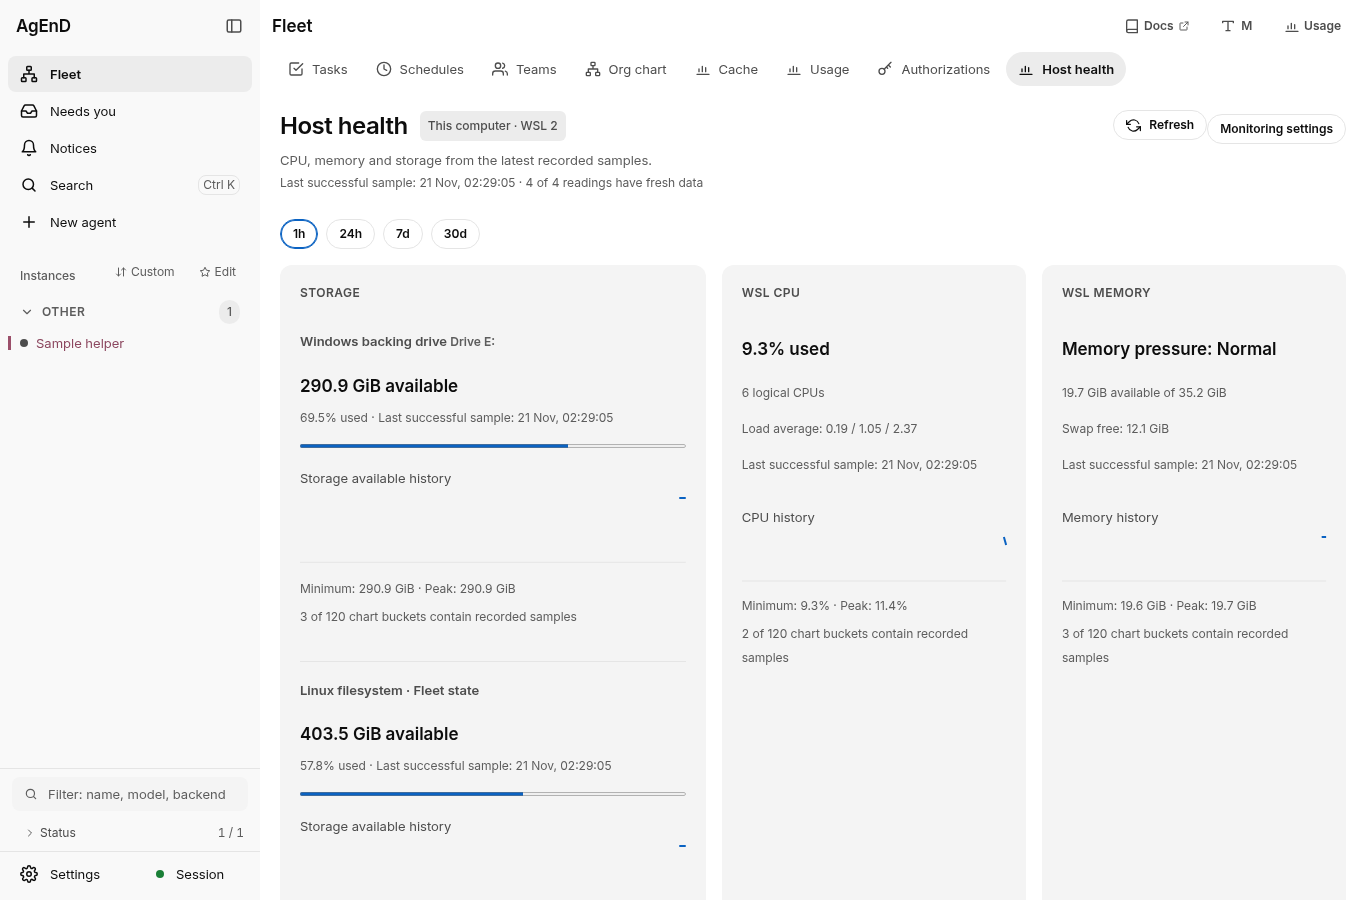 AgEnD
Fleet
Needs you
Notices
Search
Ctrl K
New agent
Instances
Custom
Edit
OTHER
1
Sample helper
Filter: name, model, backend
Status
1 / 1
Settings
Session
Fleet
Docs
M
Usage
Tasks
Schedules
Teams
Org chart
Cache
Usage
Authorizations
Host health
Host health
This computer · WSL 2
Refresh
Monitoring settings
CPU, memory and storage from the latest recorded samples.
Last successful sample: 21 Nov, 02:29:05 · 4 of 4 readings have fresh data
1h
24h
7d
30d
STORAGE
Windows backing drive Drive E:
290.9 GiB available
69.5% used · Last successful sample: 21 Nov, 02:29:05
Storage available history
Minimum: 290.9 GiB · Peak: 290.9 GiB
3 of 120 chart buckets contain recorded samples
Linux filesystem · Fleet state
403.5 GiB available
57.8% used · Last successful sample: 21 Nov, 02:29:05
Storage available history
WSL CPU
9.3% used
6 logical CPUs
Load average: 0.19 / 1.05 / 2.37
Last successful sample: 21 Nov, 02:29:05
CPU history
Minimum: 9.3% · Peak: 11.4%
2 of 120 chart buckets contain recorded
samples
WSL MEMORY
Memory pressure: Normal
19.7 GiB available of 35.2 GiB
Swap free: 12.1 GiB
Last successful sample: 21 Nov, 02:29:05
Memory history
Minimum: 19.6 GiB · Peak: 19.7 GiB
3 of 120 chart buckets contain recorded
samples